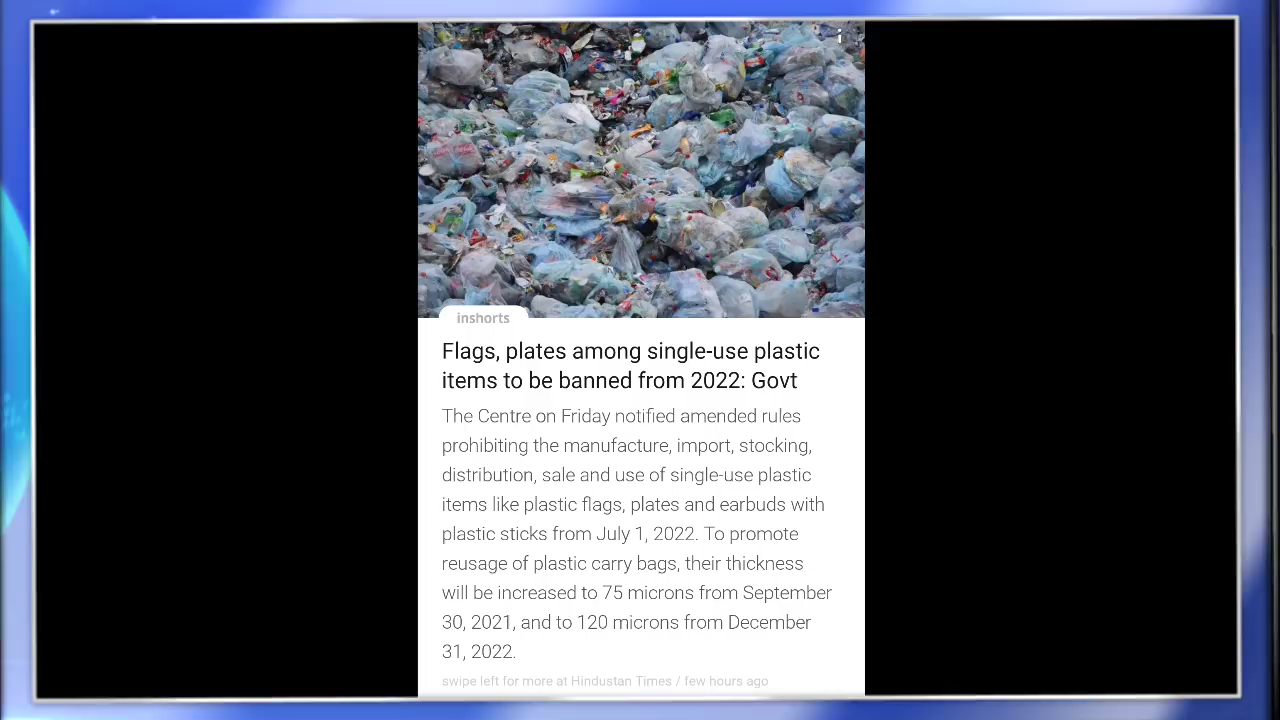 inshorts
Flags, plates among single-use plastic
items to be banned from 2022: Govt
The Centre on Friday notified amended rules
prohibiting the manufacture, import, stocking,
distribution, sale and use of single-use plastic
items like plastic flags, plates and earbuds with
plastic sticks from July 1, 2022. To promote
reusage of plastic carry bags, their thickness
will be increased to 75 microns from September
30, 2021, and to 120 microns from December
31, 2022.
swipe left for more at Hindustan Times / few hours ago